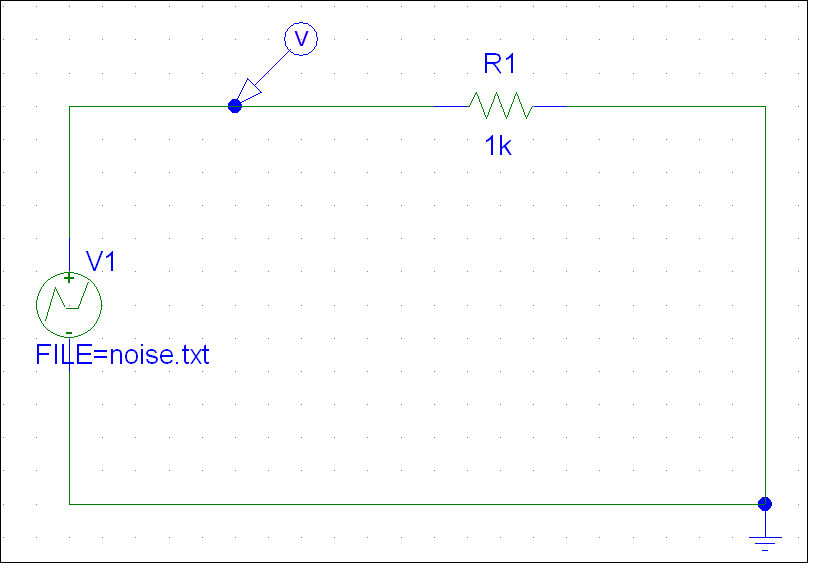 V
R1
1k
V1
+
-
FILE=noise.txt